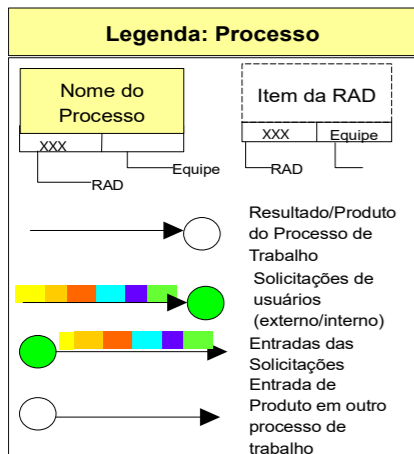 Legenda: Processo
Nome do
Processo
XXX
Equipe
RAD
Item da RAD
XXX
Equipe
RAD
Resultado/Produto
do Processo de
Trabalho
Solicitações de
usuários
(externo/interno)
Entradas das
Solicitações
Entrada de
Produto em outro
processo de
trabalho